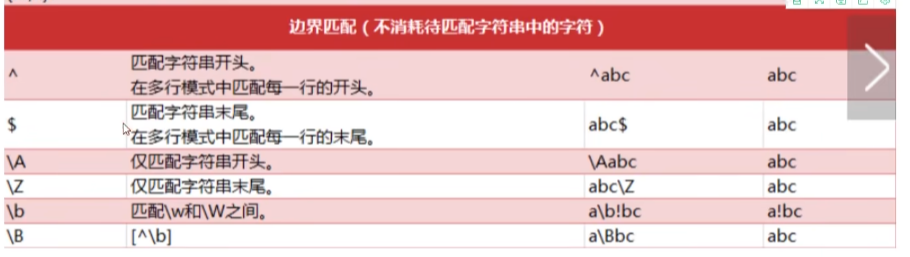 边界匹配（不消耗待匹配字符串中的字符）
^ 匹配字符串开头。
在多行模式中匹配每一行的开头。 ^abc abc
$ 匹配字符串末尾。
在多行模式中匹配每一行的末尾。 abc$ abc
\A 仅匹配字符串开头。 \Aabc abc
\Z 仅匹配字符串末尾。 abc\Z abc
\b 匹配\w和\W之间。 a\b!bc a!bc
\B [^\b] a\Bbc abc